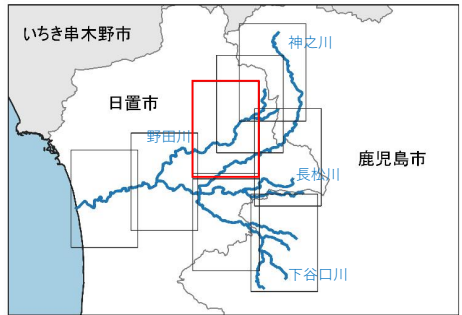 いちき串木野市
神之川
日置市
野田川
鹿児島市
長松川
下谷口川